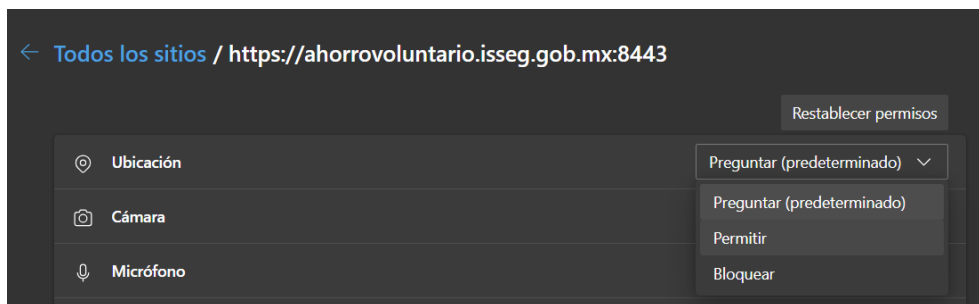 Todos los sitios / https://ahorrovoluntario.isseg.gob.mx:8443
Restablecer permisos
Ubicación
Preguntar (predeterminado)
Preguntar (predeterminado)
Cámara
Permitir
Micrófono
Bloquear